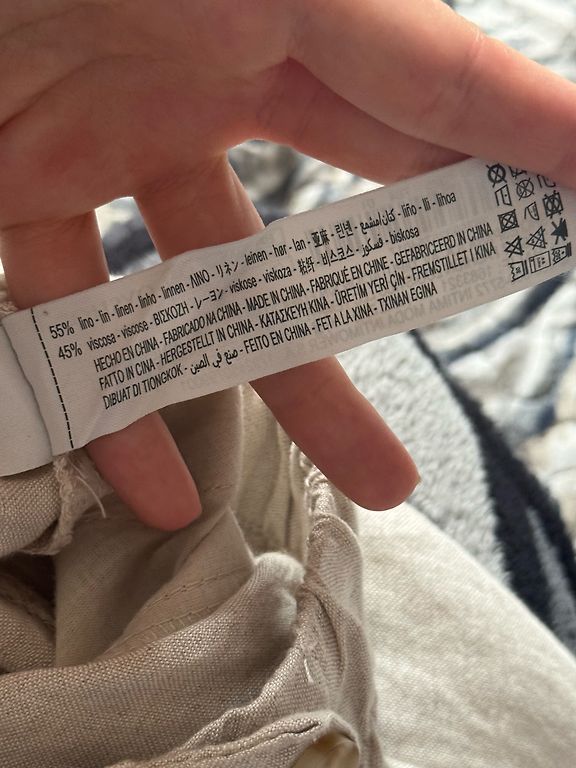 55% lino - lin - linen - linho - linnen - ΛΙΝΟ - リネン - leinen - hør - lan - 亚麻 - 린넨 - كتان/مشمع - liño - lli - lihoa
45% viscosa - viscose - ΒΙΣΚΟΖΗ - レーヨン - viskose - viskoza - 粘纤 - 비스코스 - فسكوز - biskosa
HECHO EN CHINA - FABRICADO NA CHINA - MADE IN CHINA - FABRIQUÉ EN CHINE - GEFABRICEERD IN CHINA
FATTO IN CINA - HERGESTELLT IN CHINA - ΚΑΤΑΣΚΕΥΗ ΚΙΝΑ - ÜRETİM YERİ ÇİN - FREMSTILLET I KINA
DIBUAT DI TIONGKOK - صنع في الصين - FEITO EN CHINA - FET A LA XINA - TXINAN EGINA